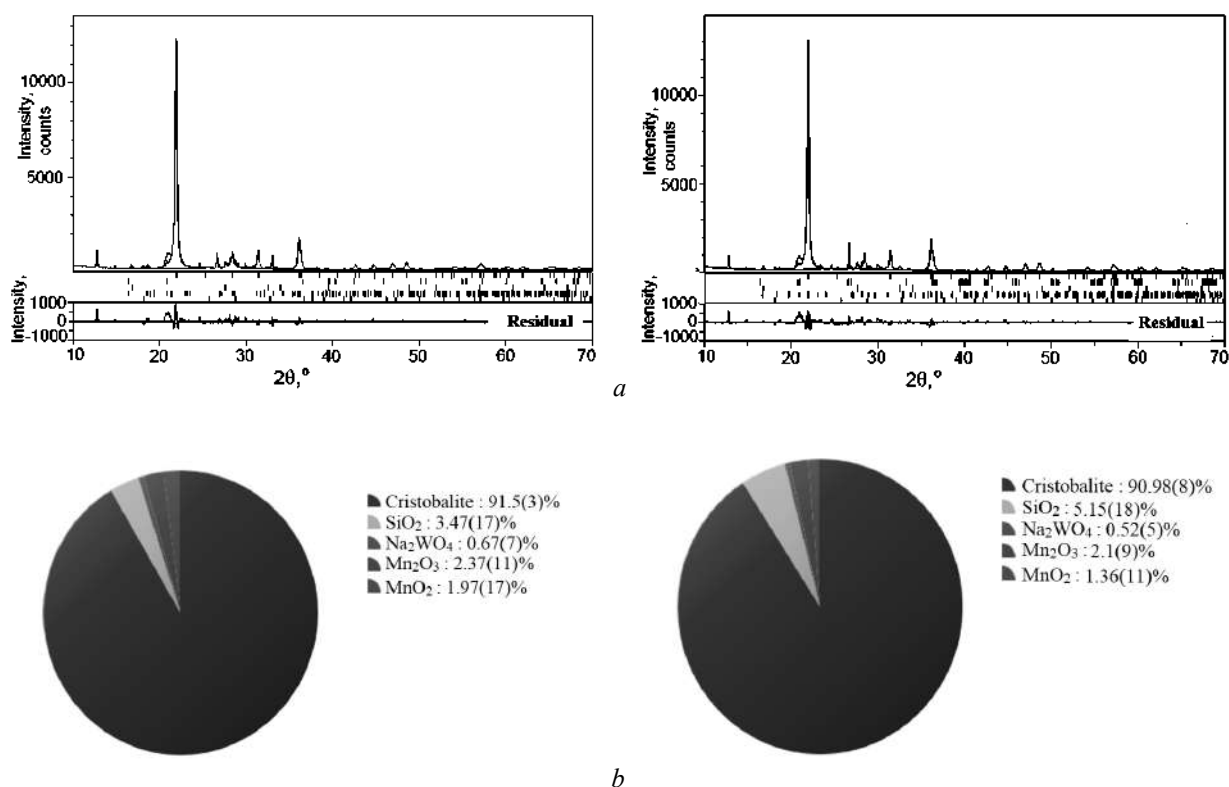 Intensity, counts
10000
5000
Intensity,
1000
0
-1000
Residual
10 20 30 40 50 60 70
2θ,°
Intensity, counts
10000
5000
0
Intensity,
1000
0
-1000
Residual
10 20 30 40 50 60 70
2θ,°
a
Cristobalite : 91.5(3)%
SiO₂ : 3.47(17)%
Na₂WO₄ : 0.67(7)%
Mn₂O₃ : 2.37(11)%
MnO₂ : 1.97(17)%
Cristobalite : 90.98(8)%
SiO₂ : 5.15(18)%
Na₂WO₄ : 0.52(5)%
Mn₂O₃ : 2.1(9)%
MnO₂ : 1.36(11)%
b